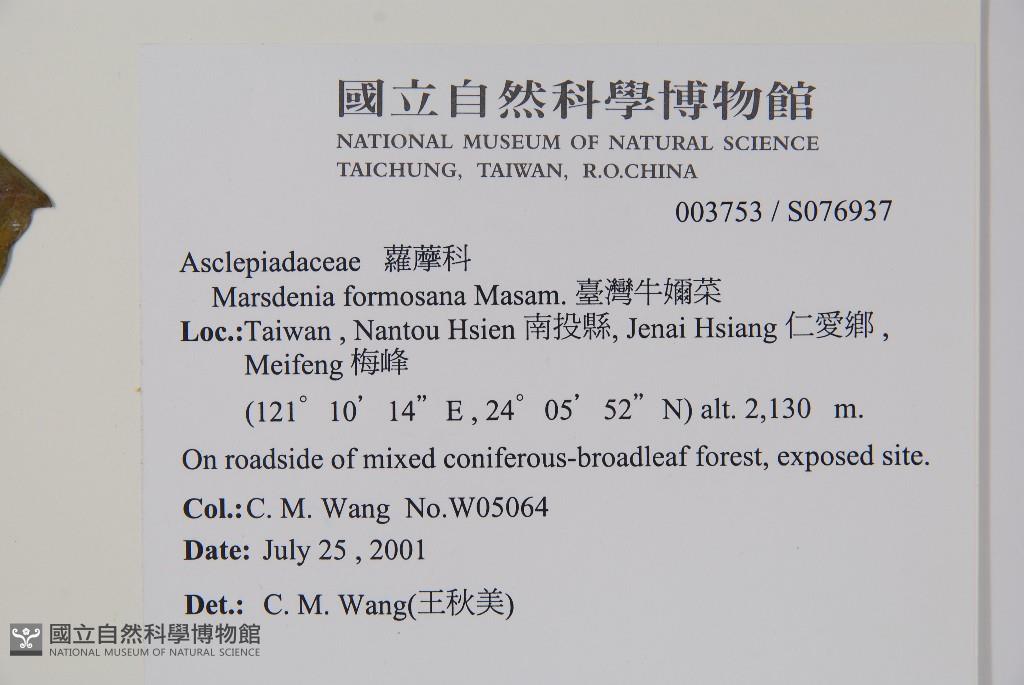 國立自然科學博物館
NATIONAL MUSEUM OF NATURAL SCIENCE
TAICHUNG, TAIWAN, R.O.CHINA
003753 / S076937
Asclepiadaceae 蘿藦科
Marsdenia formosana Masam. 臺灣牛嬭菜
Loc.:Taiwan , Nantou Hsien 南投縣, Jenai Hsiang 仁愛鄉 ,
Meifeng 梅峰
(121° 10’ 14” E , 24° 05’ 52” N) alt. 2,130 m.
On roadside of mixed coniferous-broadleaf forest, exposed site.
Col.:C. M. Wang No.W05064
Date: July 25 , 2001
Det.: C. M. Wang(王秋美)
國立自然科學博物館
NATIONAL MUSEUM OF NATURAL SCIENCE